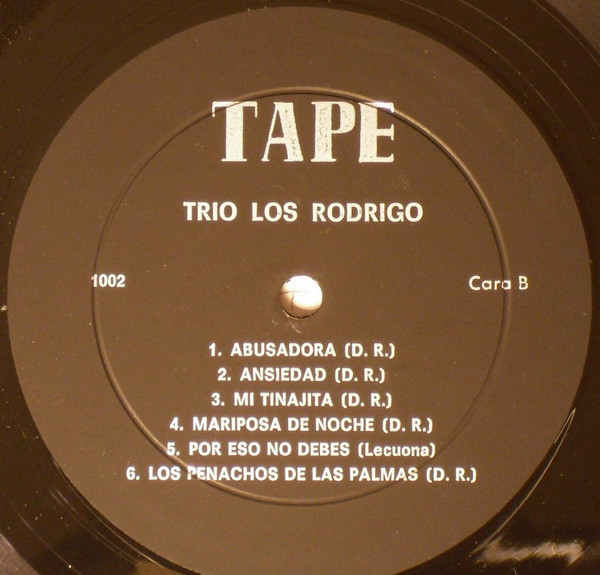 TAPE
TRIO LOS RODRIGO
1002
Cara B
1. ABUSADORA (D. R.)
2. ANSIEDAD (D. R.)
3. MI TINAJITA (D. R.)
4. MARIPOSA DE NOCHE (D. R.)
5. POR ESO NO DEBES (Lecuona)
6. LOS PENACHOS DE LAS PALMAS (D. R.)